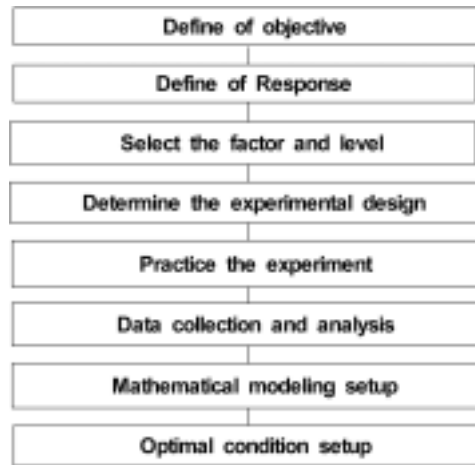 Define of objective
Define of Response
Select the factor and level
Determine the experimental design
Practice the experiment
Data collection and analysis
Mathematical modeling setup
Optimal condition setup